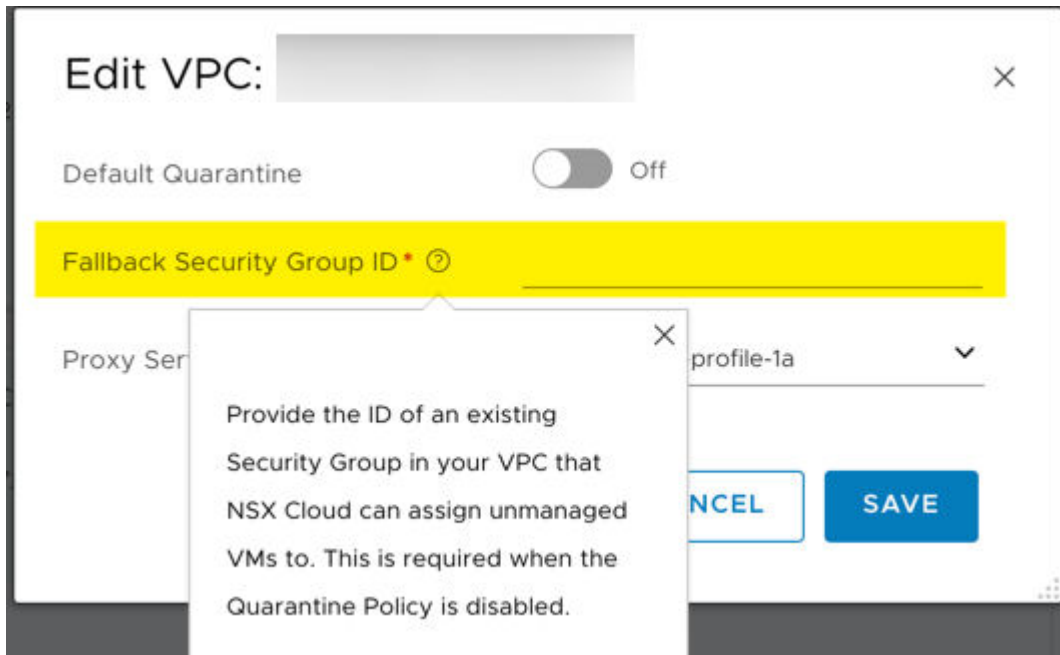 Edit VPC:
Default Quarantine
Off
Fallback Security Group ID*
Proxy Ser
profile-1a
Provide the ID of an existing
Security Group in your VPC that
NSX Cloud can assign unmanaged
VMs to. This is required when the
Quarantine Policy is disabled.
NCEL
SAVE